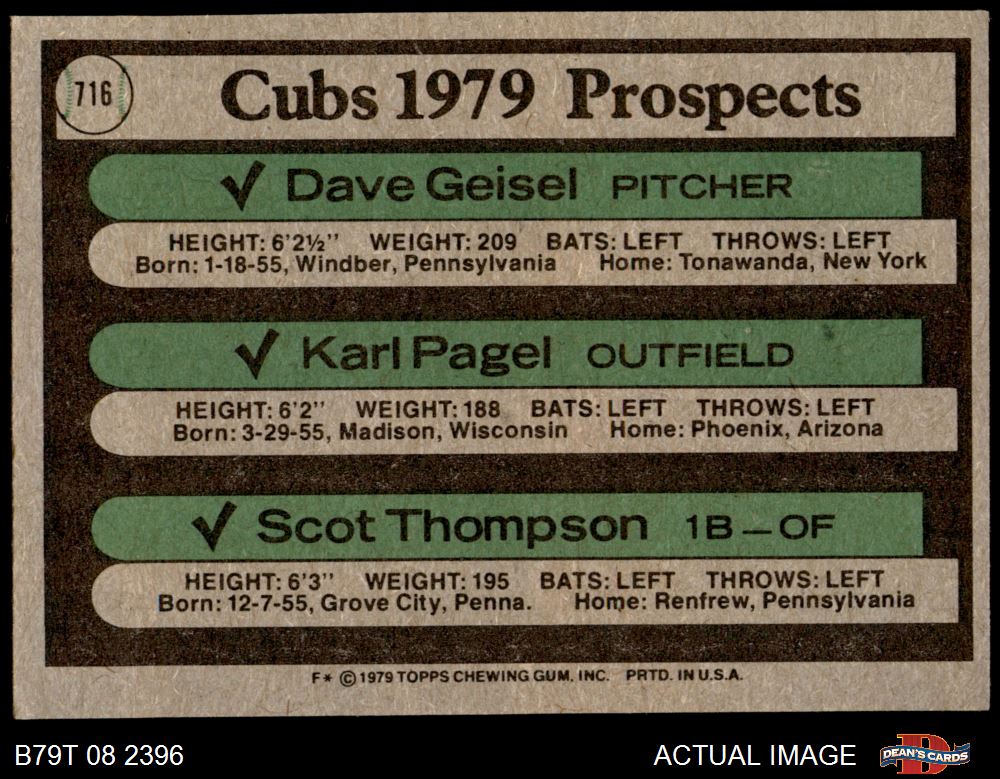 716
Cubs 1979 Prospects
✓ Dave Geisel PITCHER
HEIGHT: 6'2½" WEIGHT: 209 BATS: LEFT THROWS: LEFT
Born: 1-18-55, Windber, Pennsylvania Home: Tonawanda, New York
✓ Karl Pagel OUTFIELD
HEIGHT: 6'2" WEIGHT: 188 BATS: LEFT THROWS: LEFT
Born: 3-29-55, Madison, Wisconsin Home: Phoenix, Arizona
✓ Scot Thompson 1B—OF
HEIGHT: 6'3" WEIGHT: 195 BATS: LEFT THROWS: LEFT
Born: 12-7-55, Grove City, Penna. Home: Renfrew, Pennsylvania
F* © 1979 TOPPS CHEWING GUM, INC. PRTD. IN U.S.A.
B79T 08 2396
ACTUAL IMAGE
D
DEAN'S CARDS